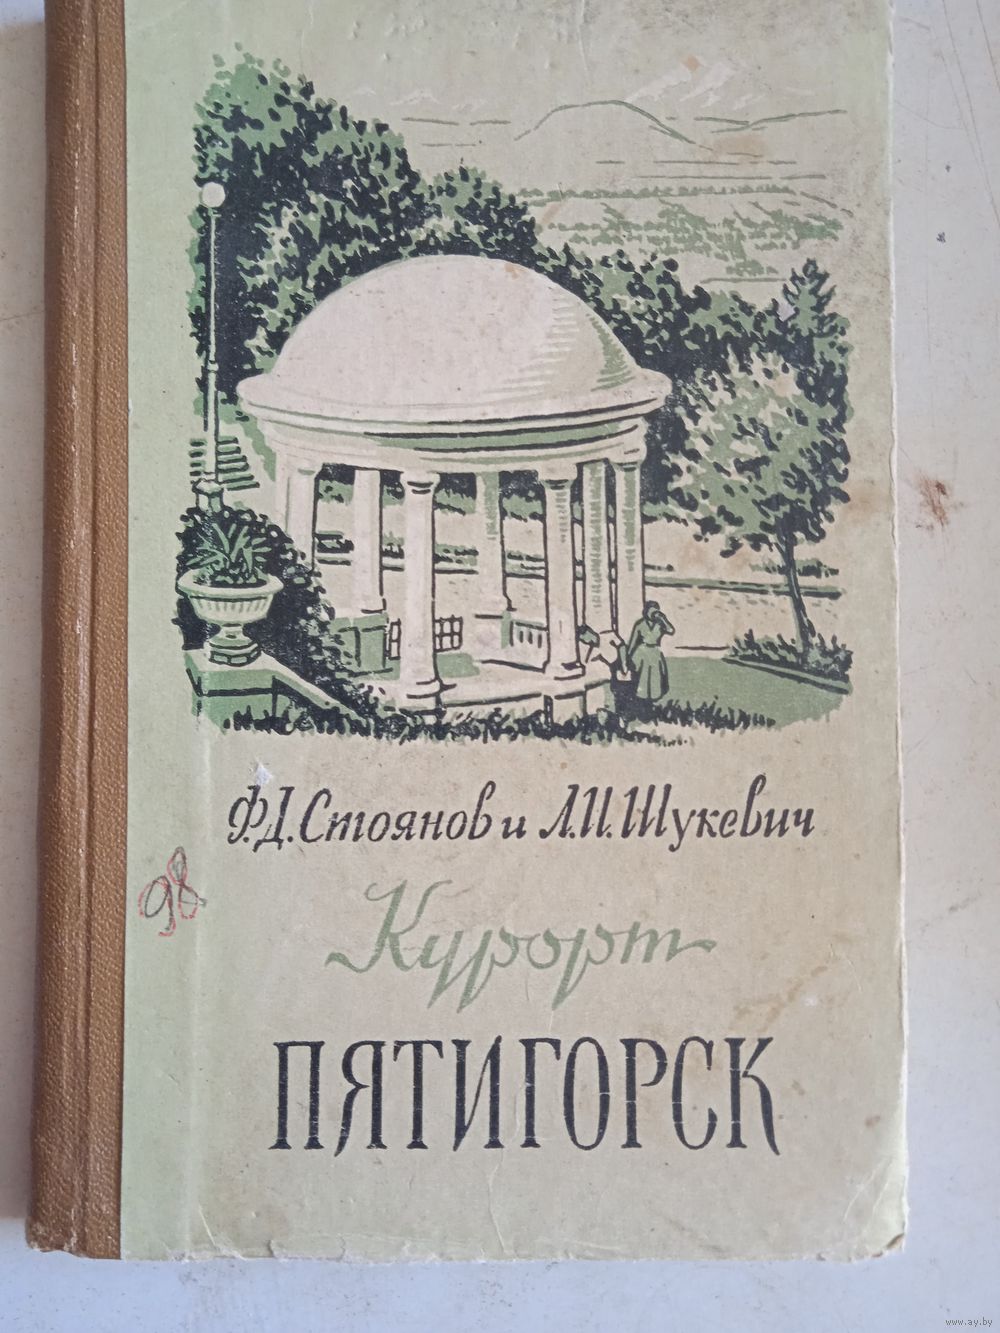 Ф.Д. Стоянов и Л.И. Шукевич
98
Курорт
ПЯТИГОРСК
www.ay.by